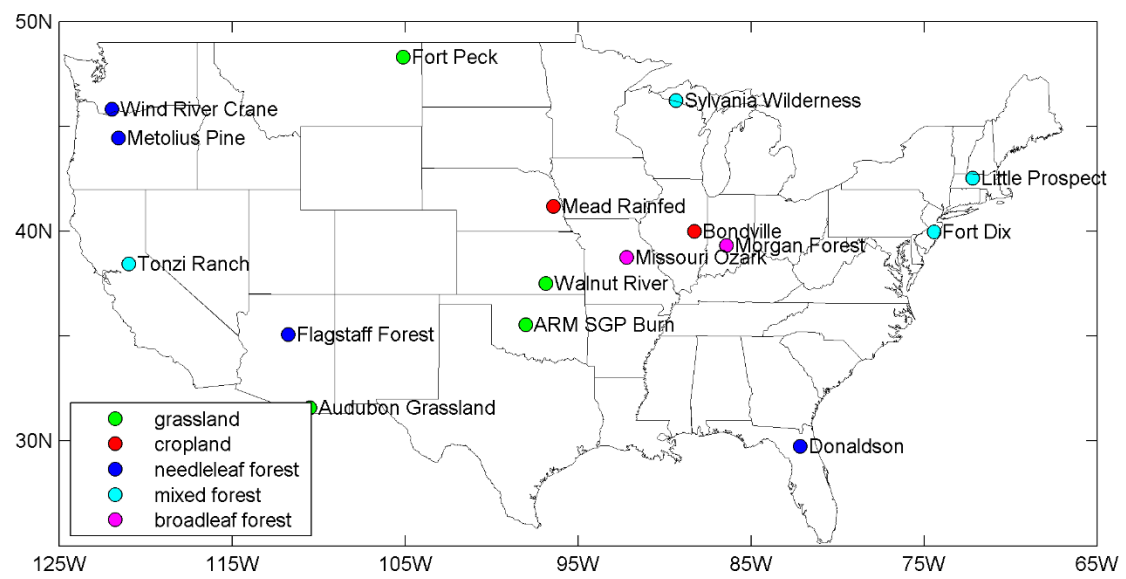 50N
Fort Peck
Sylvania Wilderness
Wind River Crane
Metolius Pine
Little Prospect
Mead Rainfed
40N
Bondville
Fort Dix
Morgan Forest
Missouri Ozark
Tonzi Ranch
Walnut River
ARM SGP Burn
Flagstaff Forest
Audubon Grassland
grassland
30N
cropland
Donaldson
needleleaf forest
mixed forest
broadleaf forest
125W 115W 105W 95W 85W 75W 65W